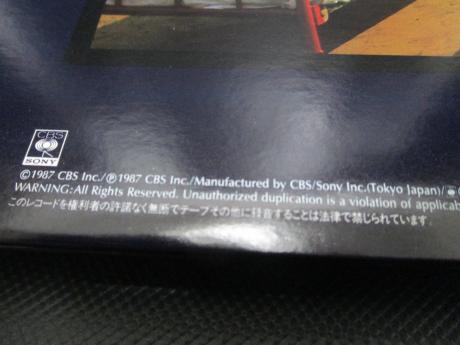 CBS
SONY
©1987 CBS Inc./Ⓟ1987 CBS Inc./Manufactured by CBS/Sony Inc.(Tokyo Japan)/
WARNING: All Rights Reserved. Unauthorized duplication is a violation of applicab
このレコードを権利者の許諾なく無断でテープその他に録音することは法律で禁じられています。